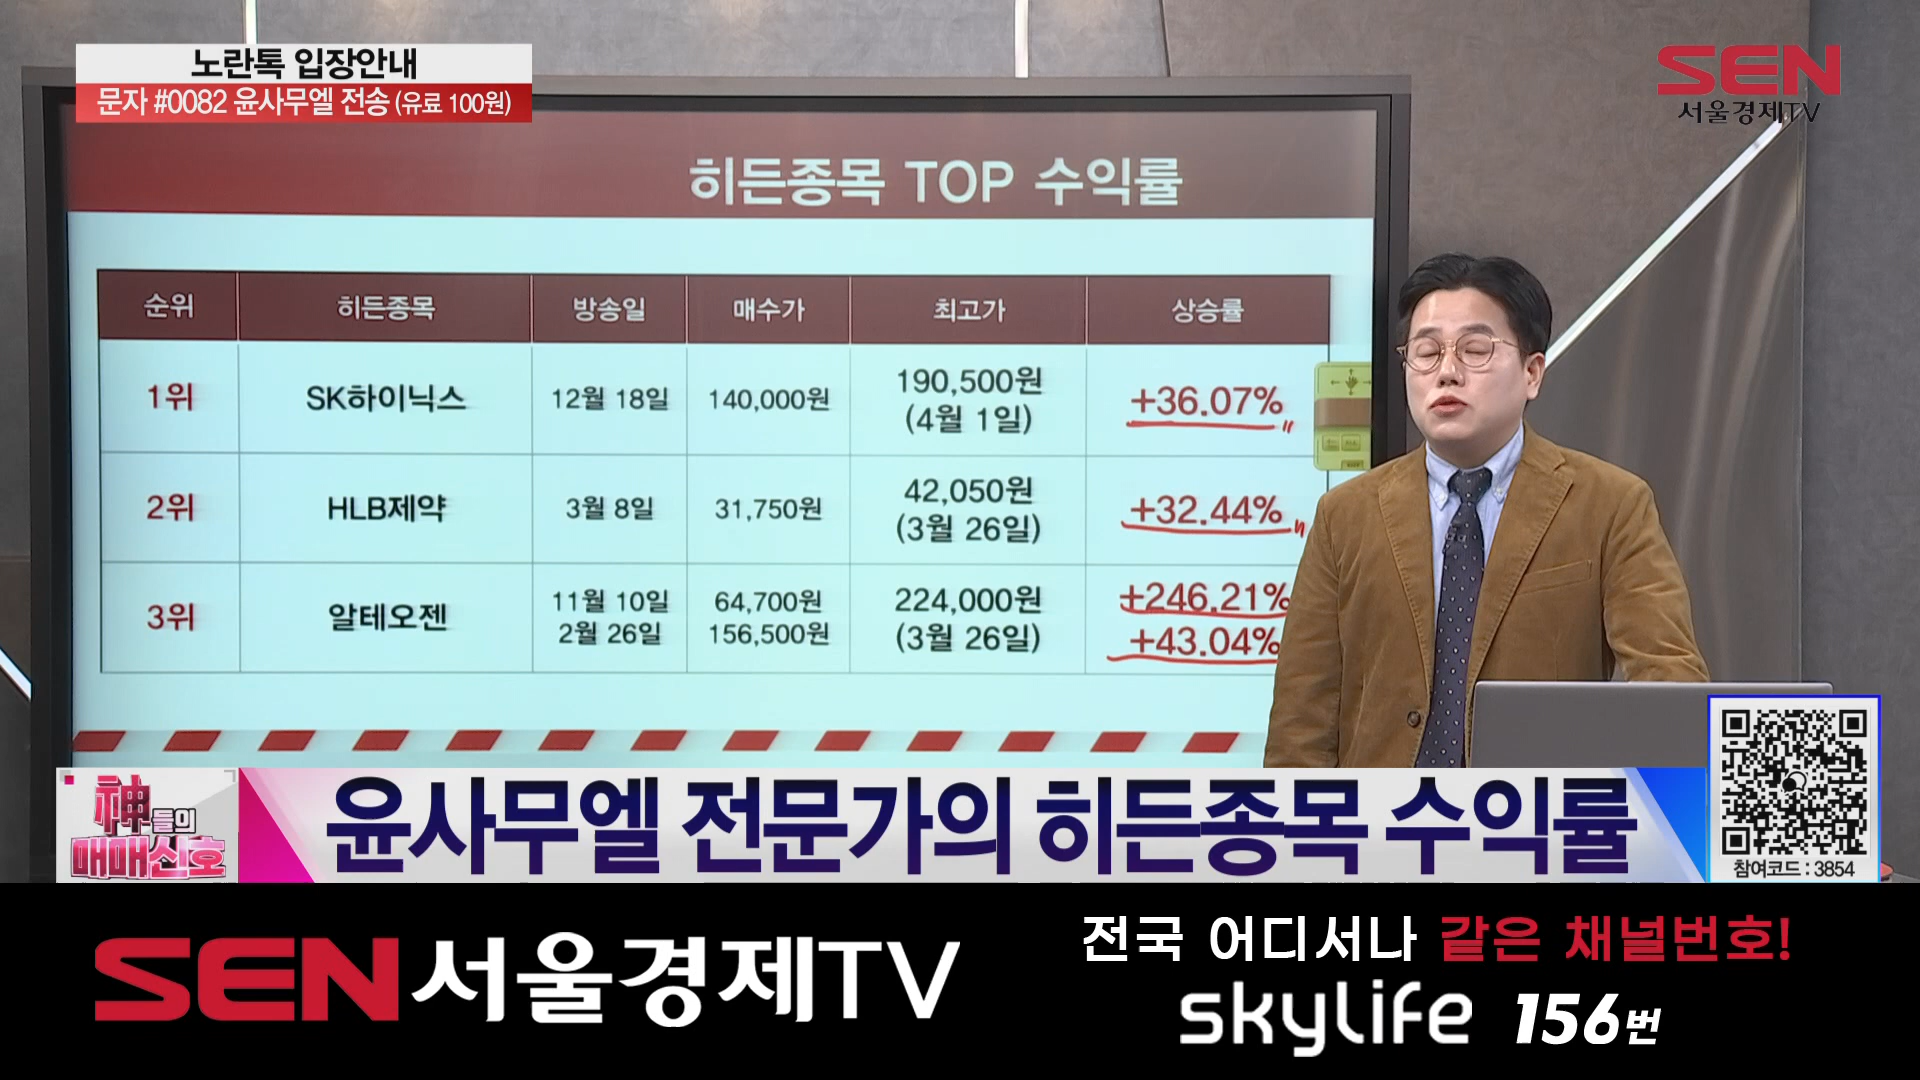 노란톡 입장안내
문자 #0082 윤사무엘 전송 (유료 100원)
SEN
서울경제TV
히든종목 TOP 수익률
순위 히든종목 방송일 매수가 최고가 상승률
1위 SK하이닉스 12월 18일 140,000원 190,500원 (4월 1일) +36.07%
2위 HLB제약 3월 8일 31,750원 42,050원 (3월 26일) +32.44%
3위 알테오젠 11월 10일 64,700원 224,000원 (3월 26일) +246.21%
2월 26일 156,500원 +43.04%
神들의
매매신호
윤사무엘 전문가의 히든종목 수익률
참여코드 : 3854
SEN서울경제TV
전국 어디서나 같은 채널번호!
skylife 156번